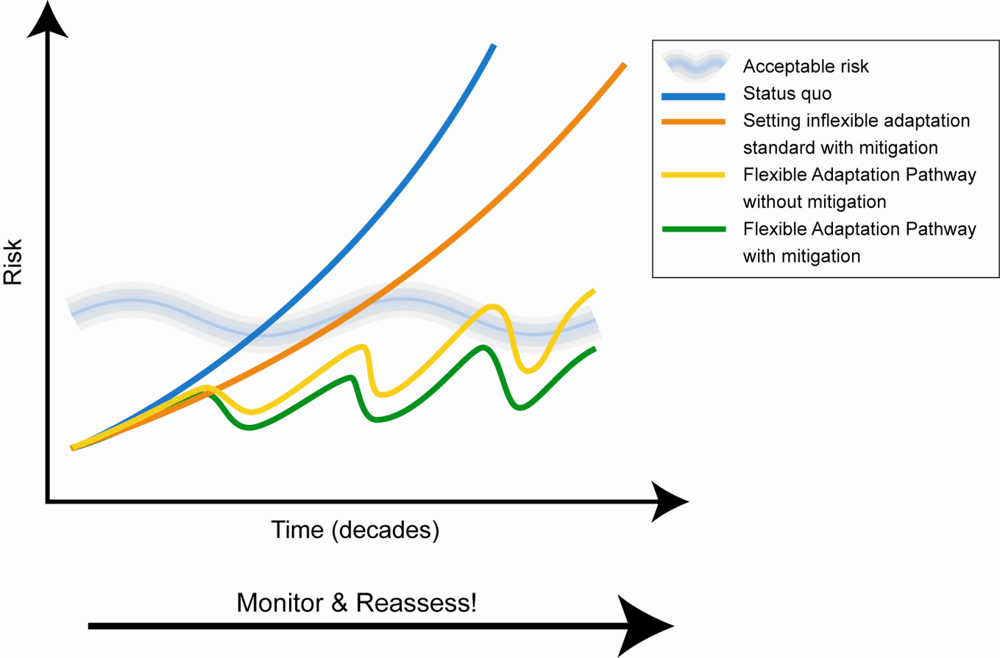 Risk
Acceptable risk
Status quo
Setting inflexible adaptation
standard with mitigation
Flexible Adaptation Pathway
without mitigation
Flexible Adaptation Pathway
with mitigation
Time (decades)
Monitor & Reassess!